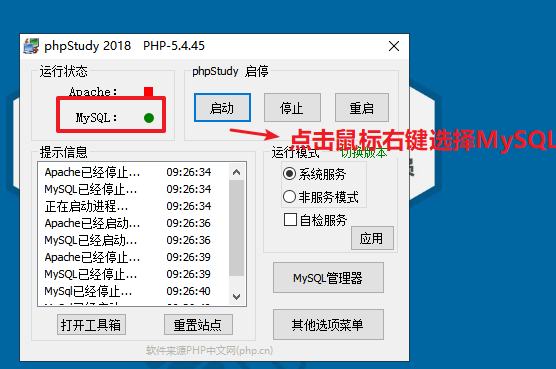 phpStudy 2018 PHP-5.4.45
运行状态
Apache:
MySQL:
phpStudy 启停
启动 停止 重启
点击鼠标右键选择MySQL
提示信息
Apache已经停止... 09:26:34
MySQL已经停止... 09:26:34
正在启动进程... 09:26:34
Apache已经启动... 09:26:36
MySQL已经启动... 09:26:36
Apache已经停止... 09:26:39
MySQL已经停止... 09:26:39
MySql已经停止... 09:26:40
运行模式 切换版本
系统服务
非服务模式
自检服务
应用
MySQL管理器
打开工具箱 重置站点
其他选项菜单
软件来源PHP中文网(php.cn)